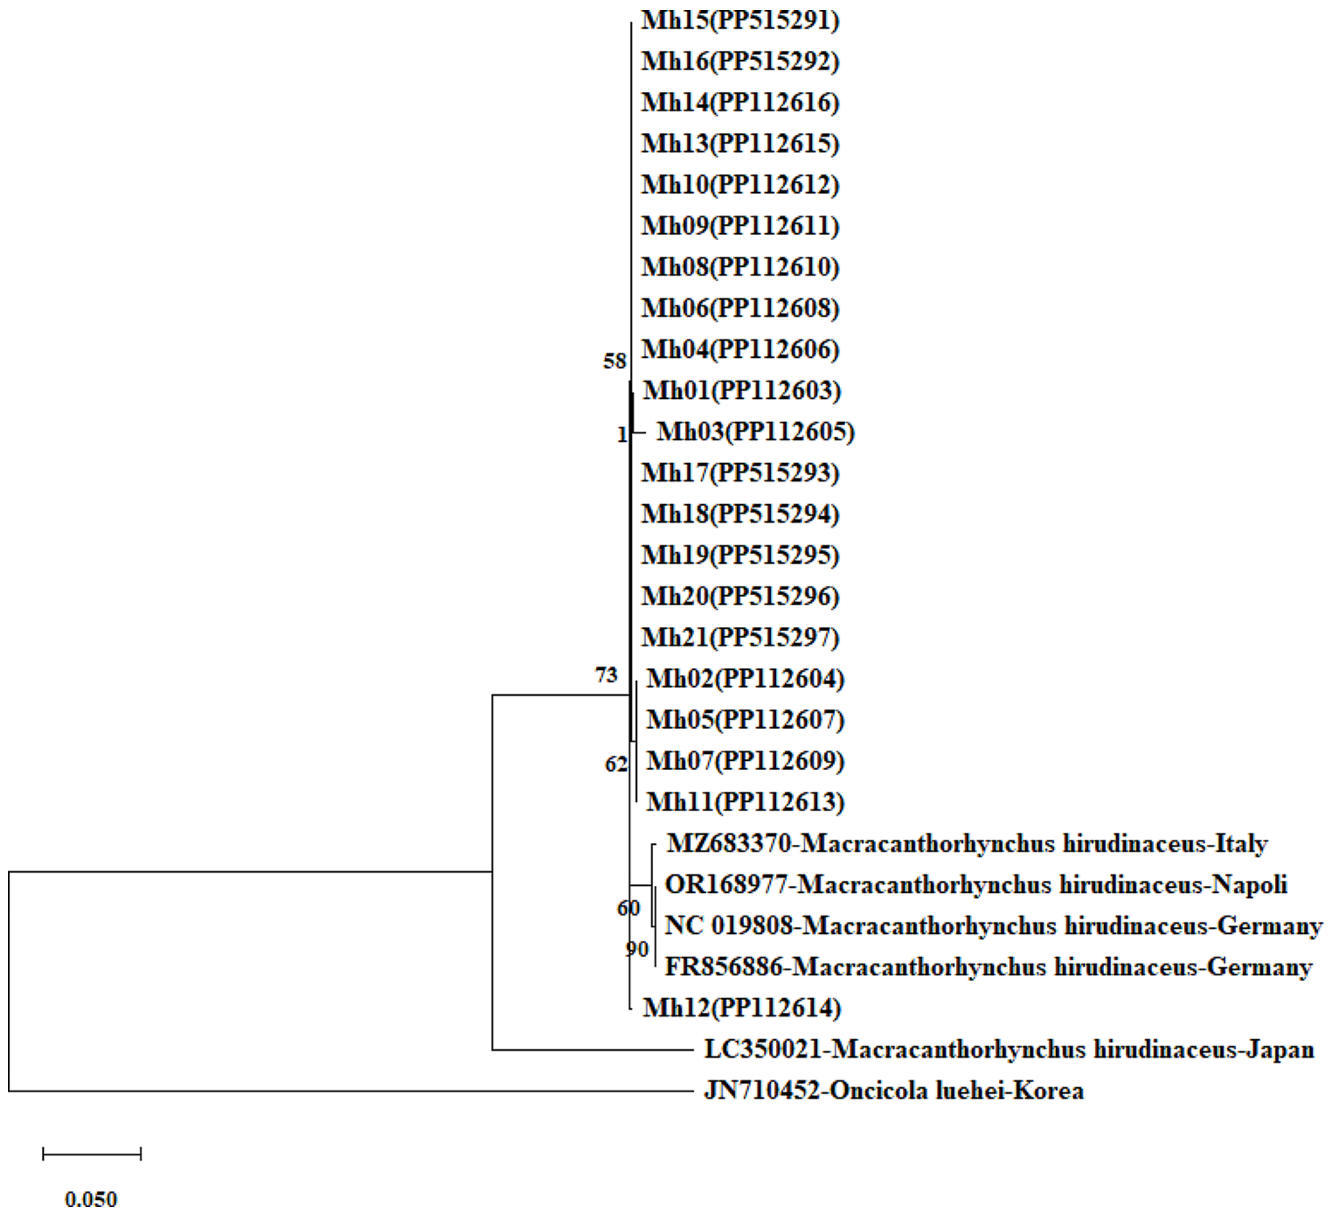 Mh15(PP515291)
Mh16(PP515292)
Mh14(PP112616)
Mh13(PP112615)
Mh10(PP112612)
Mh09(PP112611)
Mh08(PP112610)
Mh06(PP112608)
Mh04(PP112606)
58
Mh01(PP112603)
Mh03(PP112605)
1
Mh17(PP515293)
Mh18(PP515294)
Mh19(PP515295)
Mh20(PP515296)
Mh21(PP515297)
73
Mh02(PP112604)
Mh05(PP112607)
Mh07(PP112609)
62
Mh11(PP112613)
MZ683370-Macracanthorhynchus hirudinaceus-Italy
OR168977-Macracanthorhynchus hirudinaceus-Napoli
60
NC 019808-Macracanthorhynchus hirudinaceus-Germany
90
FR856886-Macracanthorhynchus hirudinaceus-Germany
Mh12(PP112614)
LC350021-Macracanthorhynchus hirudinaceus-Japan
JN710452-Oncicola luehei-Korea
0.050